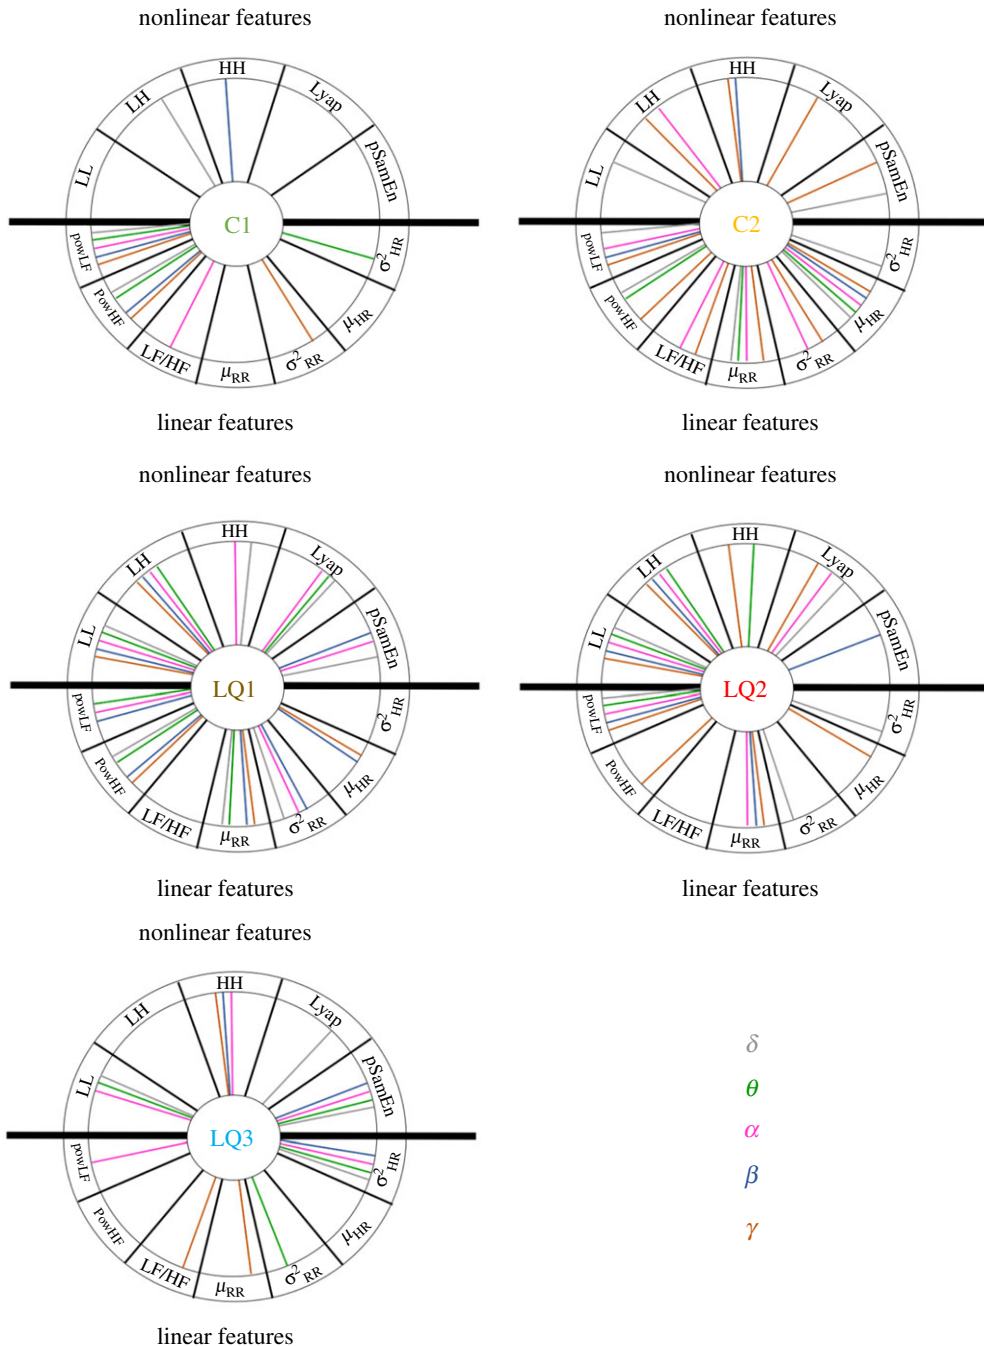 nonlinear features
nonlinear features
HH
LH
Lyap
LL
pSamEn
C1
powLF
σ²HR
PowHF
μHR
LF/HF
μRR
σ²RR
linear features
HH
LH
Lyap
LL
pSamEn
C2
powLF
σ²HR
powHF
μHR
LF/HF
μRR
σ²RR
linear features
nonlinear features
nonlinear features
HH
LH
Lyap
LL
pSamEn
LQ1
powLF
σ²HR
PowHF
μHR
LF/HF
μRR
σ²RR
linear features
HH
LH
Lyap
LL
pSamEn
LQ2
powLF
σ²HR
PowHF
μHR
LF/HF
μRR
σ²RR
linear features
nonlinear features
HH
LH
Lyap
LL
pSamEn
LQ3
powLF
σ²HR
PowHF
μHR
LF/HF
μRR
σ²RR
linear features
δ
θ
α
β
γ